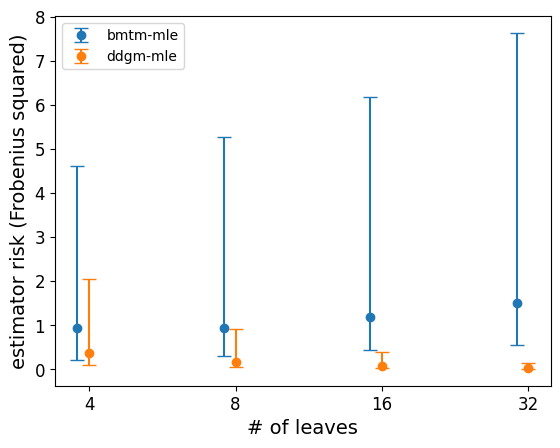 bmtm-mle
ddgm-mle
estimator risk (Frobenius squared)
8
7
6
5
4
3
2
1
0
4 8 16 32
# of leaves